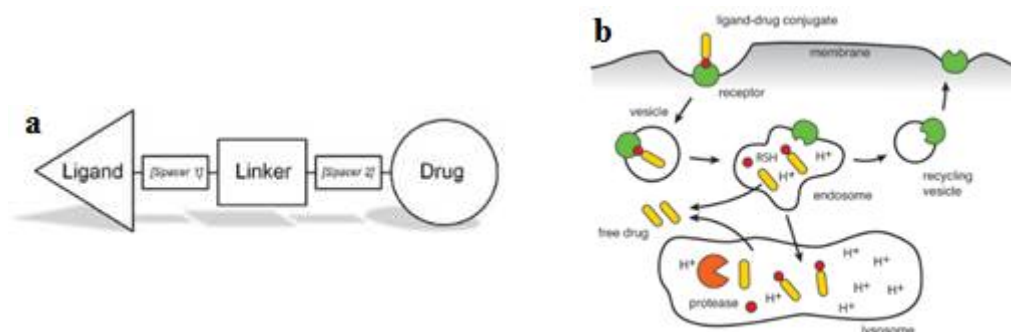 a
Ligand
[Spacer 1]
Linker
[Spacer 2]
Drug
b
ligand-drug conjugate
membrane
receptor
vesicle
RSH
H+
H+
endosome
recycling
vesicle
free drug
H+
protease
H+
H+
H+
H+
H+
H+
lysosome